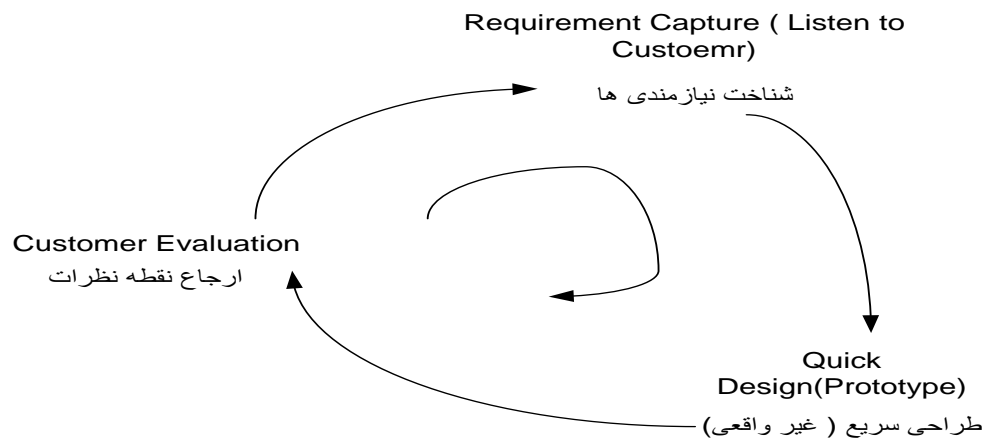 Requirement Capture ( Listen to
Custoemr)
شناخت نیازمندی ها
Customer Evaluation
ارجاع نقطه نظرات
Quick
Design(Prototype)
طراحی سریع ( غیر واقعی)